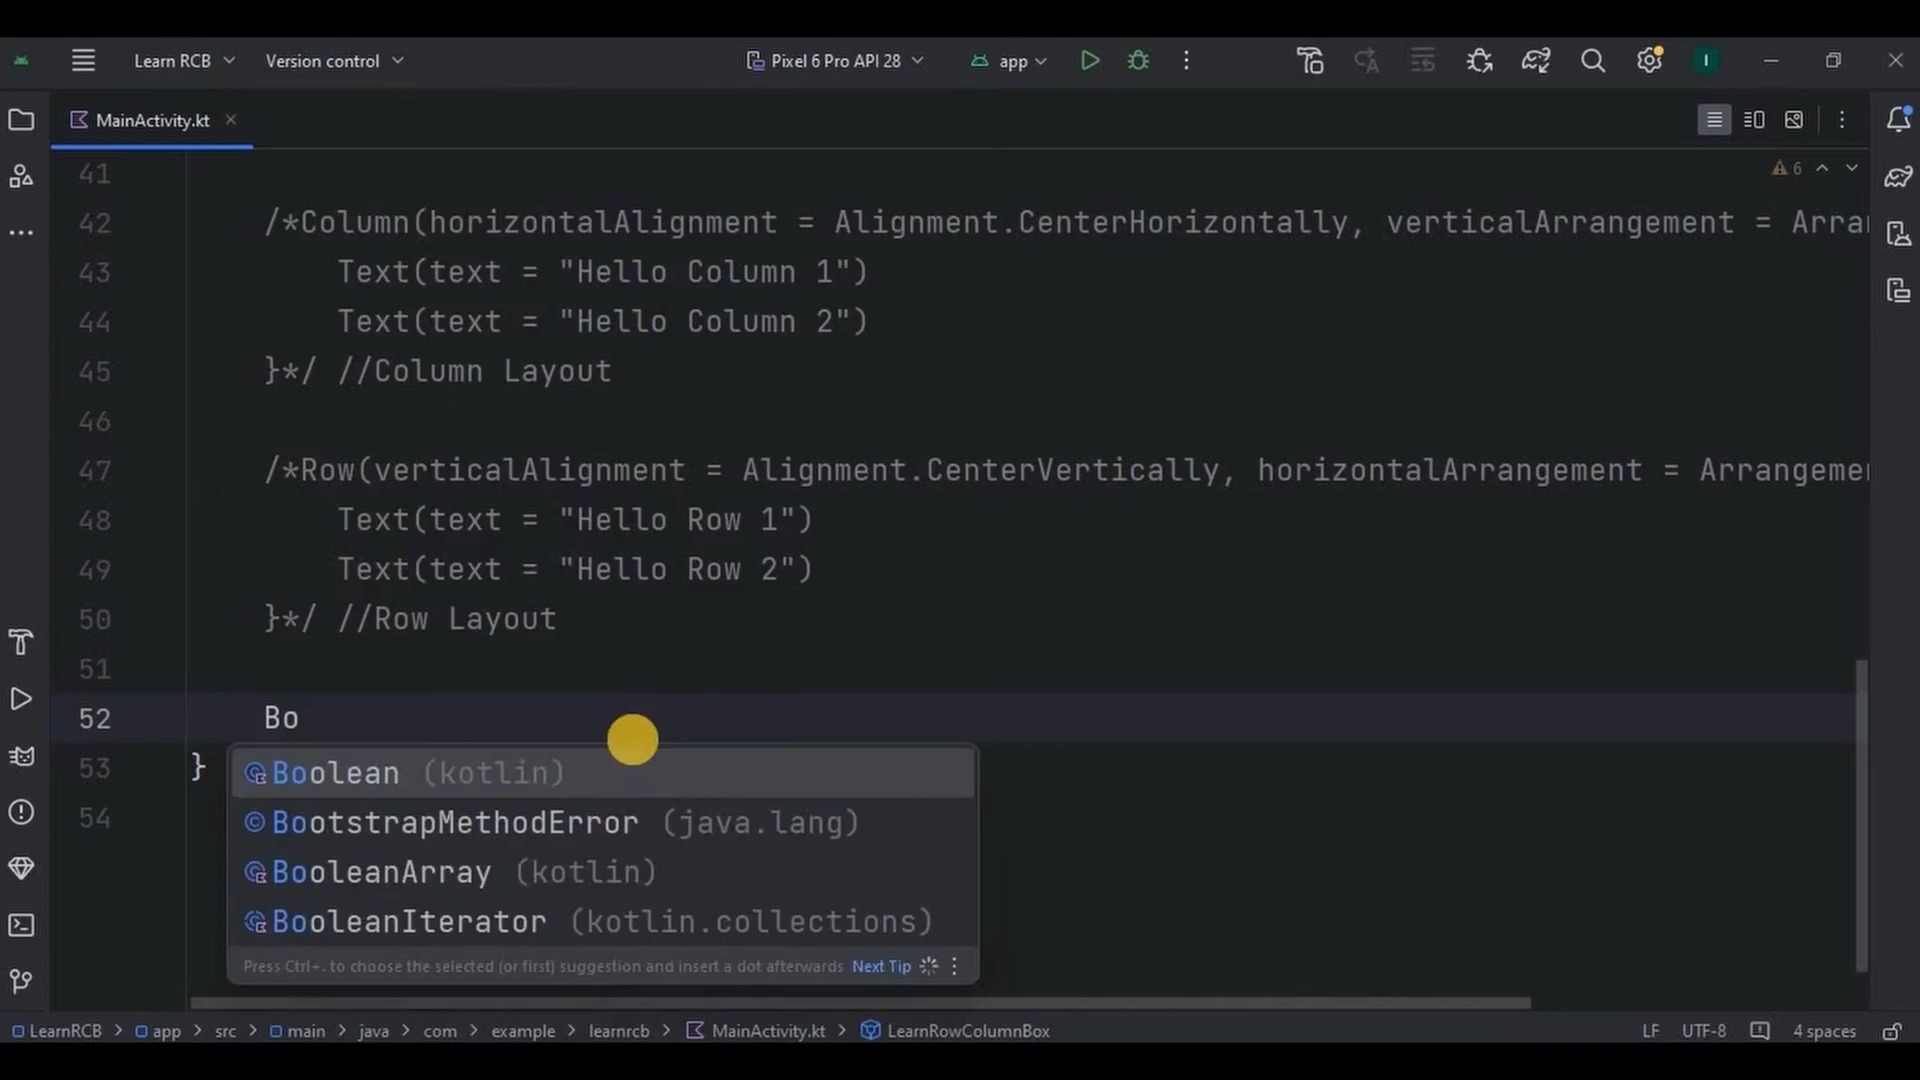 Learn RCB
Version control
Pixel 6 Pro API 28
app
I
MainActivity.kt
6
41
42 /*Column(horizontalAlignment = Alignment.CenterHorizontally, verticalArrangement = Arran
43 Text(text = "Hello Column 1")
44 Text(text = "Hello Column 2")
45 }*/ //Column Layout
46
47 /*Row(verticalAlignment = Alignment.CenterVertically, horizontalArrangement = Arrangemen
48 Text(text = "Hello Row 1")
49 Text(text = "Hello Row 2")
50 }*/ //Row Layout
51
52 Bo
53 }
Boolean (kotlin)
54
BootstrapMethodError (java.lang)
BooleanArray (kotlin)
BooleanIterator (kotlin.collections)
Press Ctrl+. to choose the selected (or first) suggestion and insert a dot afterwards Next Tip
LearnRCB > app > src > main > java > com > example > learnrcb > MainActivity.kt > LearnRowColumnBox
LF UTF-8 4 spaces